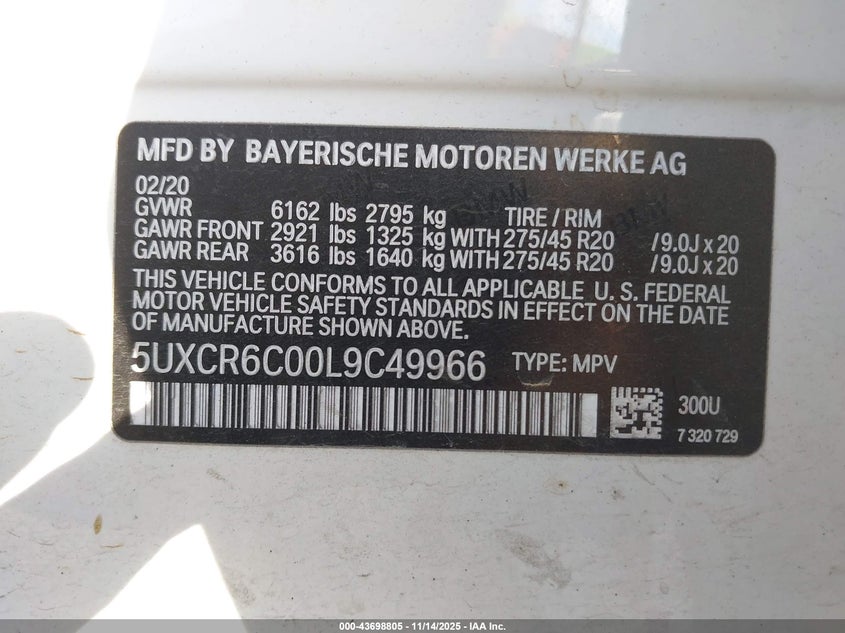 MFD BY BAYERISCHE MOTOREN WERKE AG
02/20
GVWR 6162 lbs 2795 kg TIRE / RIM
GAWR FRONT 2921 lbs 1325 kg WITH 275/45 R20 /9.0J x 20
GAWR REAR 3616 lbs 1640 kg WITH 275/45 R20 /9.0J x 20
THIS VEHICLE CONFORMS TO ALL APPLICABLE U. S. FEDERAL
MOTOR VEHICLE SAFETY STANDARDS IN EFFECT ON THE DATE
OF MANUFACTURE SHOWN ABOVE.
5UXCR6C00L9C49966 TYPE: MPV
300U
7 320 729
000-43698805 - 11/14/2025 - IAA Inc.